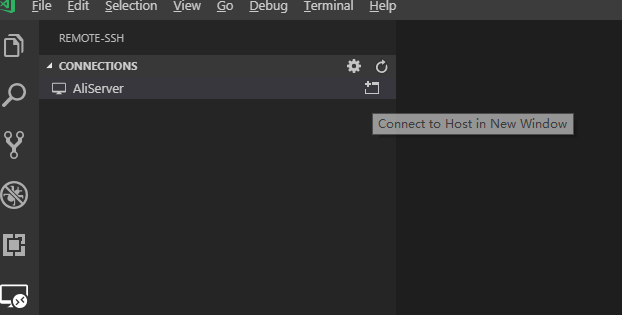 File Edit Selection View Go Debug Terminal Help
REMOTE-SSH
CONNECTIONS
AliServer
Connect to Host in New Window